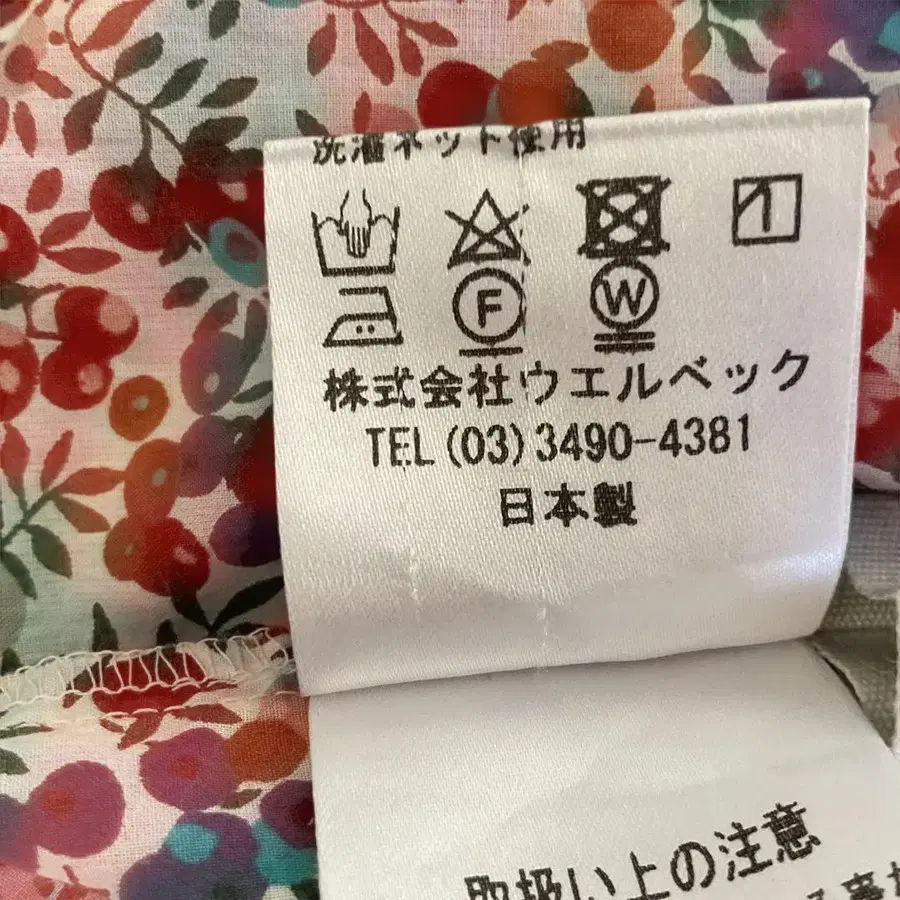 洗濯ネット使用
F
W
株式会社ウエルベック
TEL(03)3490-4381
日本製
取扱い上の注意